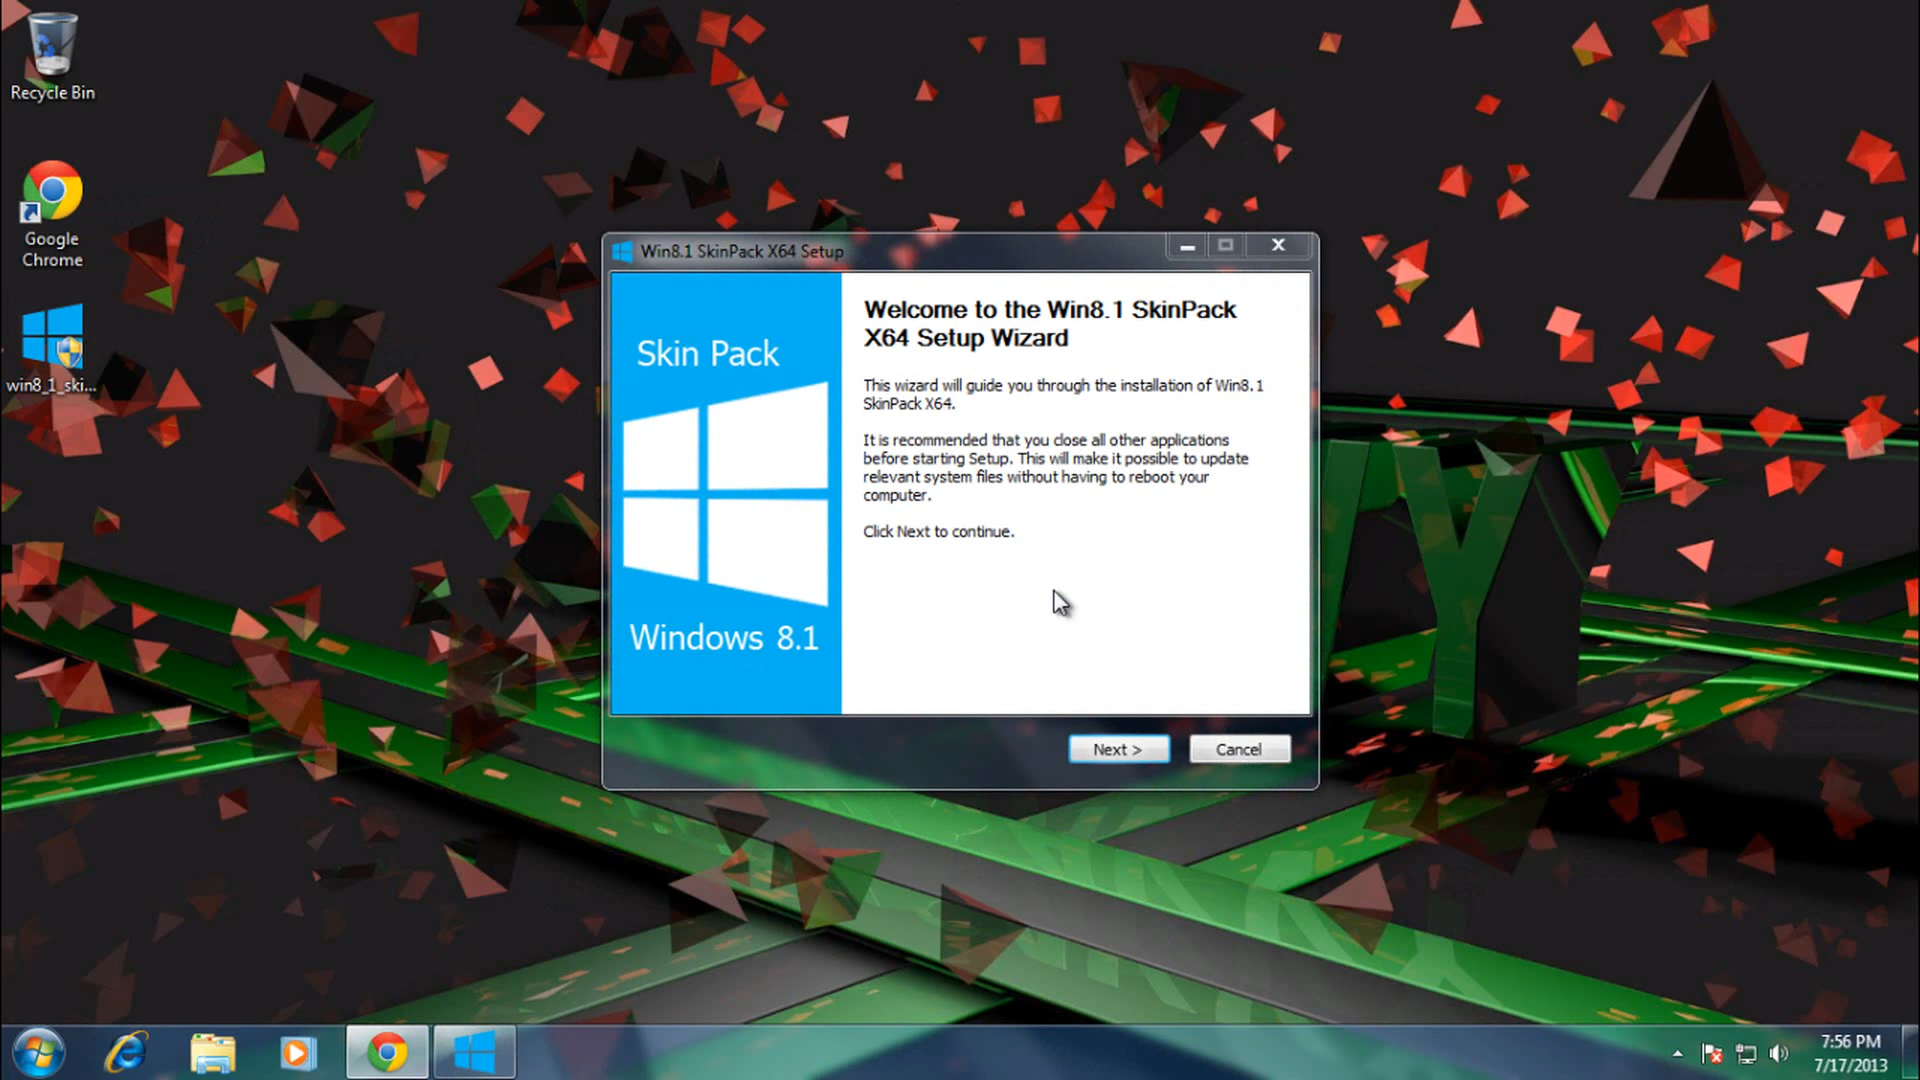 Recycle Bin
Google
Chrome
win8_1_ski...
Win8.1 SkinPack X64 Setup
Skin Pack
Windows 8.1
Welcome to the Win8.1 SkinPack
X64 Setup Wizard
This wizard will guide you through the installation of Win8.1
SkinPack X64.
It is recommended that you close all other applications
before starting Setup. This will make it possible to update
relevant system files without having to reboot your
computer.
Click Next to continue.
Next >
Cancel
Y
7:56 PM
7/17/2013